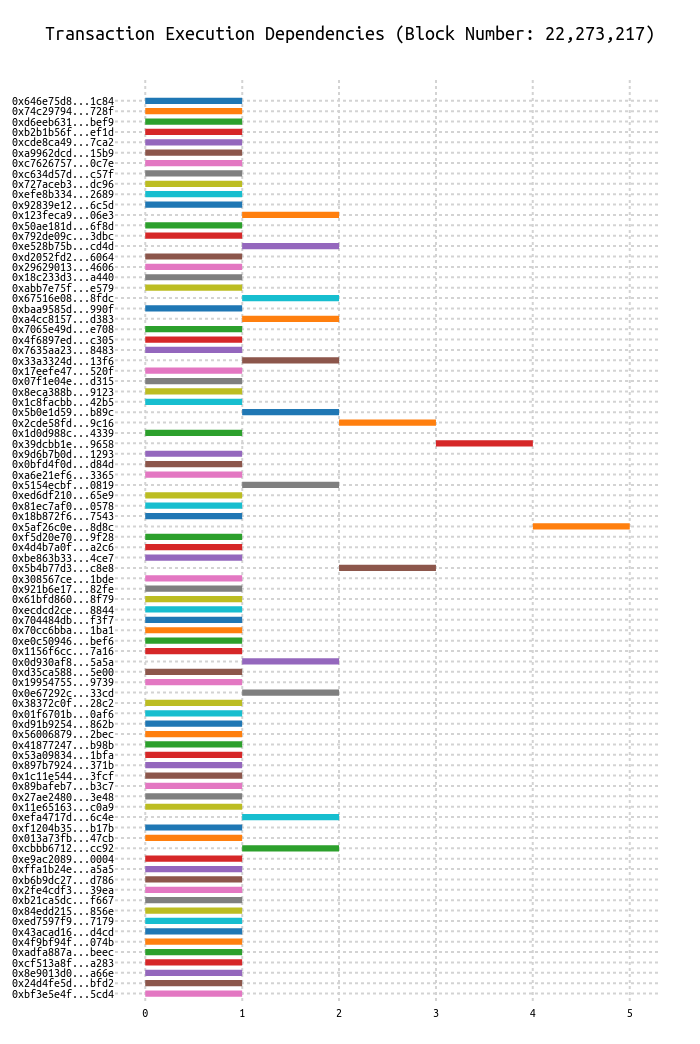 Transaction Execution Dependencies (Block Number: 22,273,217)
0x646e75d8...1c84
0x74c29794...728f
0xd6eeb631...bef9
0xb2b1b56f...ef1d
0xcde8ca49...7ca2
0xa9962dcd...15b9
0xc7626757...0c7e
0xc634d57d...c57f
0x727aceb3...dc96
0xefe8b334...2689
0x92839e12...6c5d
0x123feca9...06e3
0x50ae181d...6f8d
0x792de09c...3dbc
0xe528b75b...cd4d
0xd2052fd2...6064
0x29629013...4606
0x18c233d3...a440
0xabb7e75f...e579
0x67516e08...8fdc
0xbaa9585d...990f
0xa4cc8157...d383
0x7065e49d...e708
0x4f6897ed...c305
0x7635aa23...8483
0x33a3324d...13f6
0x17eefe47...520f
0x07f1e04e...d315
0x8eca388b...9123
0x1c8facbb...42b5
0x5b0e1d59...b89c
0x2cde58fd...9c16
0x1d0d988c...4339
0x39dcbb1e...9658
0x9d6b7b0d...1293
0x0bfd4f0d...d84d
0xa6e21ef6...3365
0x5154ecbf...0819
0xed6df210...65e9
0x81ec7af0...0578
0x18b872f6...7543
0x5af26c0e...8d8c
0xf5d20e70...9f28
0x4d4b7a0f...a2c6
0xbe863b33...4ce7
0x5b4b77d3...c8e8
0x308567ce...1bde
0x921b6e17...82fe
0x61bfd860...8f79
0xecdcd2ce...8844
0x704484db...f3f7
0x70cc6bba...1ba1
0xe0c50946...bef6
0x1156f6cc...7a16
0x0d930af8...5a5a
0xd35ca588...5e00
0x19954755...9739
0x0e67292c...33cd
0x38372c0f...28c2
0x01f6701b...0af6
0xd91b9254...862b
0x56006879...2bec
0x41877247...b98b
0x53a09834...1bfa
0x897b7924...371b
0x1c11e544...3fcf
0x89bafeb7...b3c7
0x27ae2480...3e48
0x11e65163...c0a9
0xefa4717d...6c4e
0xf1204b35...b17b
0x013a73fb...47cb
0xcbbb6712...cc92
0xe9ac2089...0004
0xffa1b24e...a5a5
0xb6b9dc27...d786
0x2fe4cdf3...39ea
0xb21ca5dc...f667
0x84edd215...856e
0xed7597f9...7179
0x43acad16...d4cd
0x4f9bf94f...074b
0xadfa887a...beec
0xcf513a8f...a283
0x8e9013d0...a66e
0x24d4fe5d...bfd2
0xbf3e5e4f...5cd4
0 1 2 3 4 5